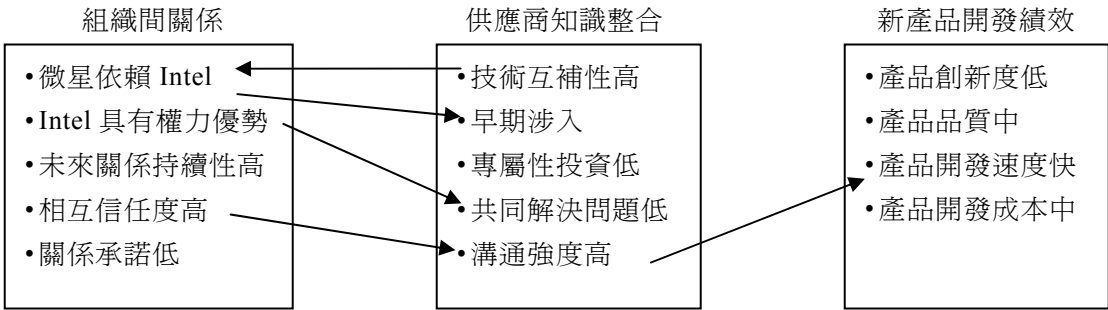 組織間關係
•微星依賴 Intel
•Intel 具有權力優勢
•未來關係持續性高
•相互信任度高
•關係承諾低
供應商知識整合
•技術互補性高
•早期涉入
•專屬性投資低
•共同解決問題低
•溝通強度高
新產品開發績效
•產品創新度低
•產品品質中
•產品開發速度快
•產品開發成本中